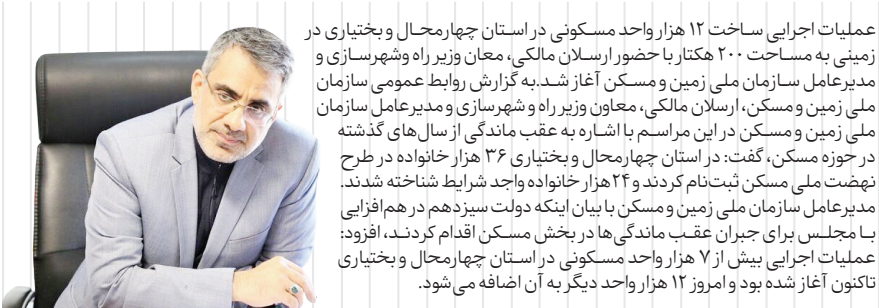 عملیات اجرایی ساخت ۱۲ هزار واحد مسکونی در استان چهارمحال و بختیاری در
زمینی به مساحت ۲۰۰ هکتار با حضور ارسلان مالکی، معان وزیر راه وشهرسازی و
مدیرعامل سازمان ملی زمین و مسکن آغاز شد.به گزارش روابط عمومی سازمان
ملی زمین و مسکن، ارسلان مالکی، معاون وزیر راه و شهرسازی و مدیرعامل سازمان
ملی زمین و مسکن در این مراسم با اشاره به عقب ماندگی از سال‌های گذشته
در حوزه مسکن، گفت: در استان چهارمحال و بختیاری ۳۶ هزار خانواده در طرح
نهضت ملی مسکن ثبت‌نام کردند و ۲۴ هزار خانواده واجد شرایط شناخته شدند.
مدیرعامل سازمان ملی زمین و مسکن با بیان اینکه دولت سیزدهم در هم‌افزایی
با مجلس برای جبران عقب ماندگی‌ها در بخش مسکن اقدام کردند، افزود:
عملیات اجرایی بیش از ۷ هزار واحد مسکونی در استان چهارمحال و بختیاری
تاکنون آغاز شده بود و امروز ۱۲ هزار واحد دیگر به آن اضافه می‌شود.